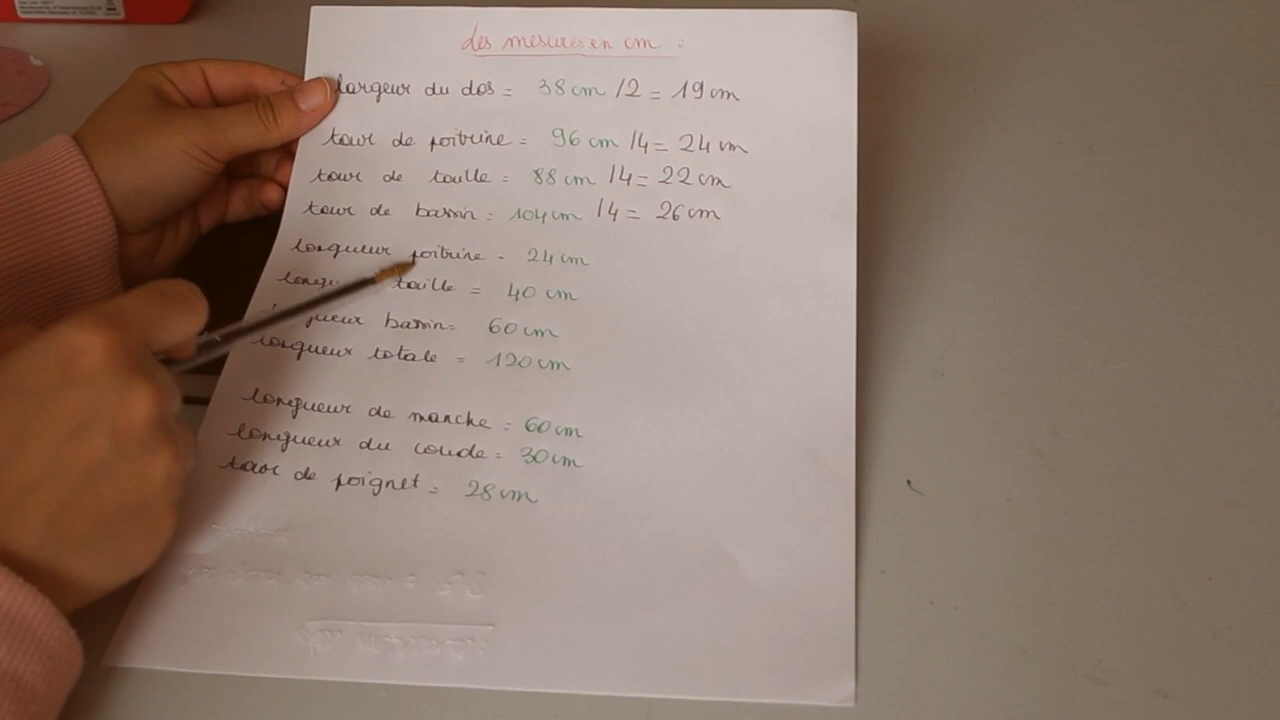 des mesures en cm :
largeur du dos = 38 cm /2 = 19 cm
tour de poitrine = 96 cm /4 = 24 cm
tour de taille = 88 cm /4 = 22 cm
tour de bassin = 104 cm /4 = 26 cm
longueur poitrine - 24 cm
taille = 40 cm
bassin = 60 cm
longueur totale = 120 cm
longueur de manche = 60 cm
longueur du coude = 30 cm
tour de poignet = 28 cm